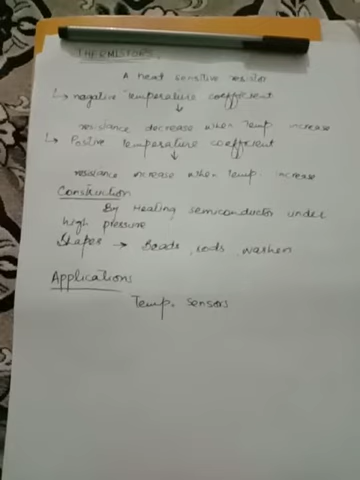 THERMISTORS
A heat sensitive resistor
↳ negative temperature coefficient
↓
resistance decrease when temp. increase
↳ Positive temperature coefficient
↓
resistance increase when temp. increase
Construction
By Heating semiconductor under
high pressure
Shapes → Beads, rods, washers
Applications
Temp. sensors